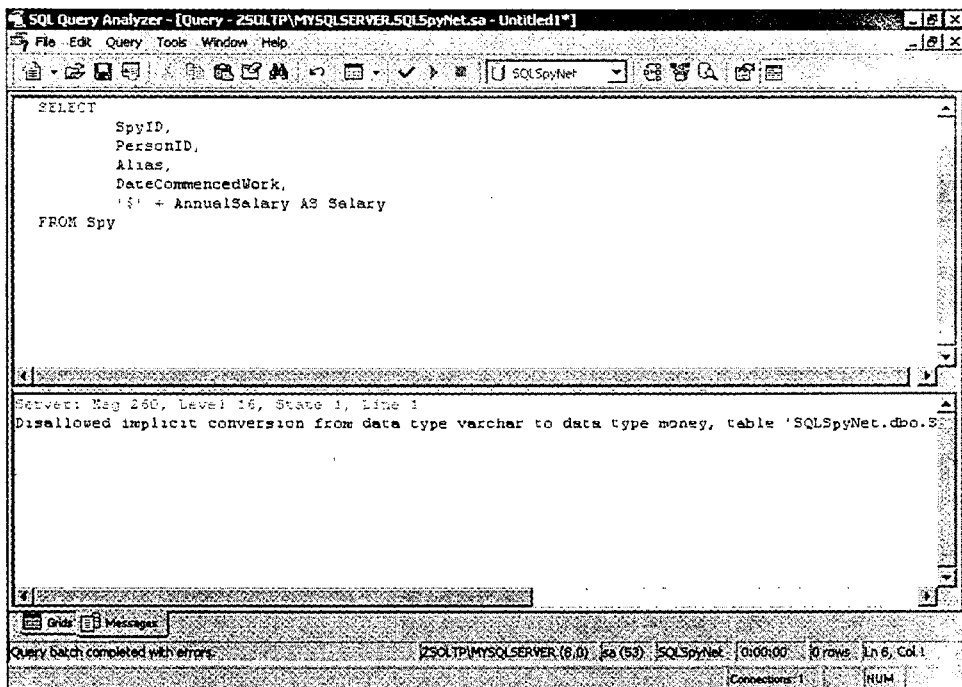 SQL Query Analyzer - [Query - ZSQLTP\MYSQLSERVER.SQLSpyNet.sa - Untitled1*]
File Edit Query Tools Window Help
SQLSpyNet
SELECT
SpyID,
PersonID,
Alias,
DateCommencedWork,
'$' + AnnualSalary AS Salary
FROM Spy
Server: Msg 260, Level 16, State 1, Line 1
Disallowed implicit conversion from data type varchar to data type money, table 'SQLSpyNet.dbo.S
Grids Messages
Query batch completed with errors. ZSQLTP\MYSQLSERVER (8.0) sa (53) SQLSpyNet 0:00:00 0 rows Ln 6, Col 1
Connections: 1 NUM